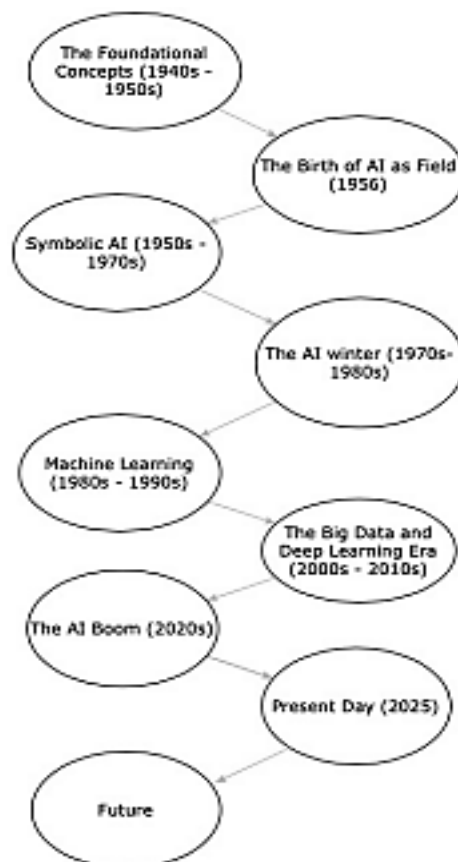 The Foundational
Concepts (1940s -
1950s)
The Birth of AI as Field
(1956)
Symbolic AI (1950s -
1970s)
The AI winter (1970s-
1980s)
Machine Learning
(1980s - 1990s)
The Big Data and
Deep Learning Era
(2000s - 2010s)
The AI Boom (2020s)
Present Day (2025)
Future